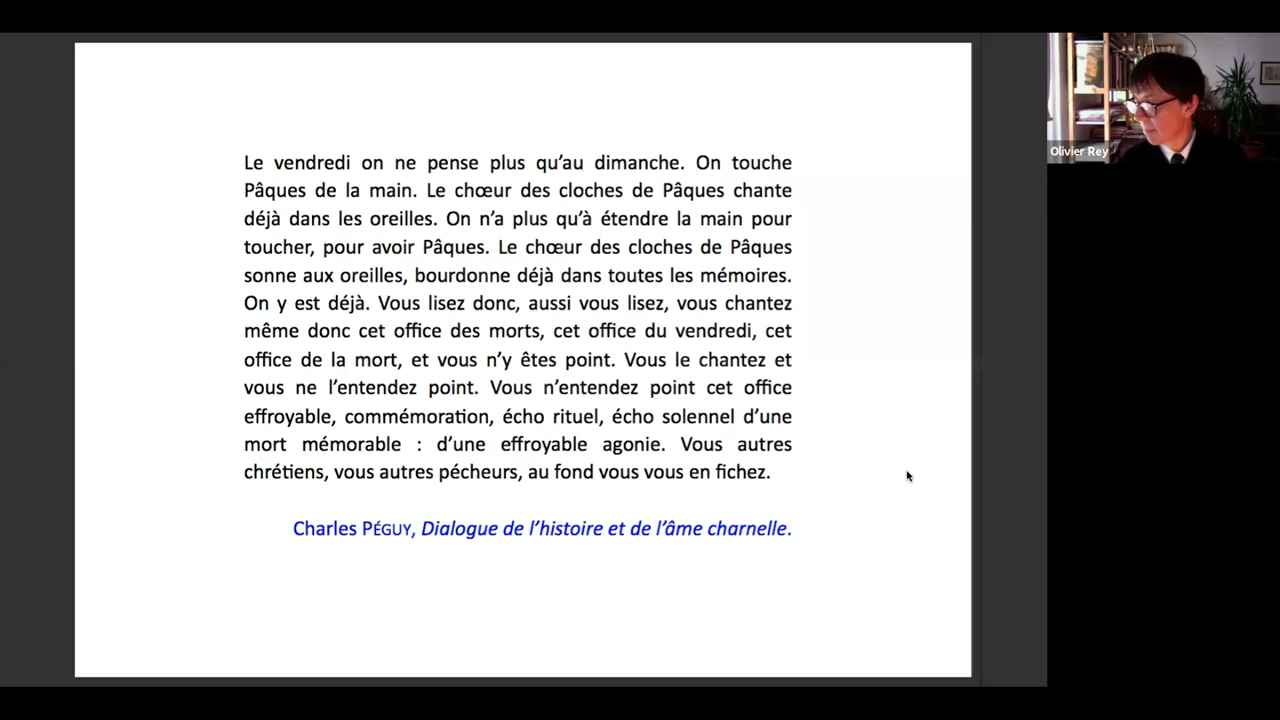 Le vendredi on ne pense plus qu’au dimanche. On touche
Pâques de la main. Le chœur des cloches de Pâques chante
déjà dans les oreilles. On n’a plus qu’à étendre la main pour
toucher, pour avoir Pâques. Le chœur des cloches de Pâques
sonne aux oreilles, bourdonne déjà dans toutes les mémoires.
On y est déjà. Vous lisez donc, aussi vous lisez, vous chantez
même donc cet office des morts, cet office du vendredi, cet
office de la mort, et vous n’y êtes point. Vous le chantez et
vous ne l’entendez point. Vous n’entendez point cet office
effroyable, commémoration, écho rituel, écho solennel d’une
mort mémorable : d’une effroyable agonie. Vous autres
chrétiens, vous autres pécheurs, au fond vous vous en fichez.
Charles PÉGUY, Dialogue de l’histoire et de l’âme charnelle.
Olivier Rey